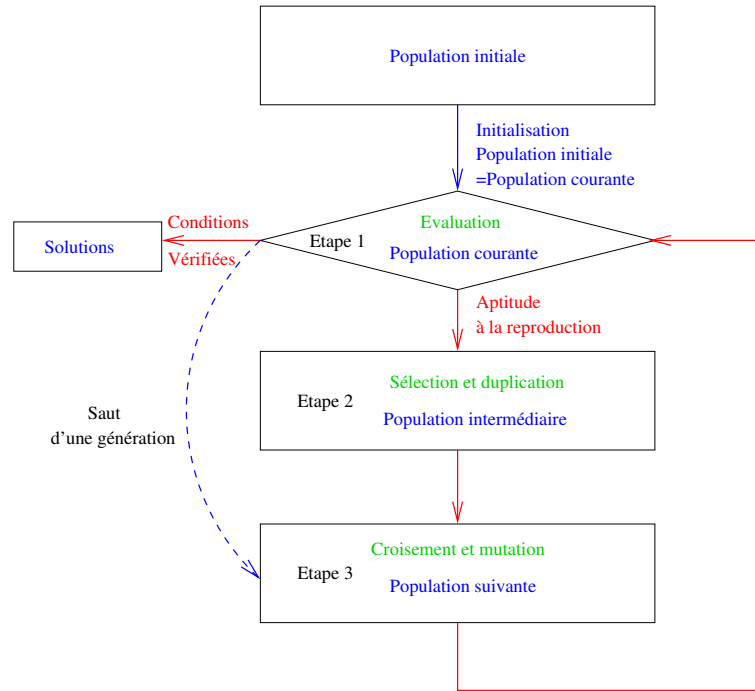 Population initiale
Initialisation
Population initiale
=Population courante
Conditions
Vérifiées
Solutions
Etape 1
Evaluation
Population courante
Aptitude
à la reproduction
Etape 2
Sélection et duplication
Population intermédiaire
Saut
d'une génération
Etape 3
Croisement et mutation
Population suivante